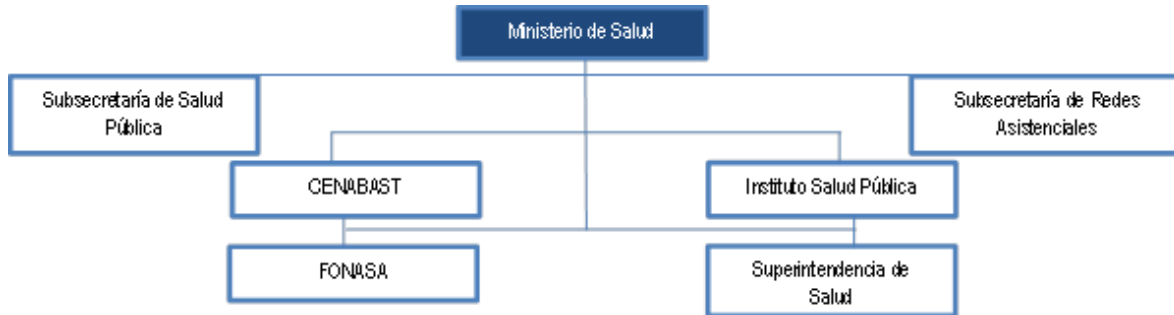 Ministerio de Salud
Subsecretaría de Salud
Pública
Subsecretaría de Redes
Asistenciales
CENABAST
Instituto Salud Pública
FONASA
Superintendencia de
Salud